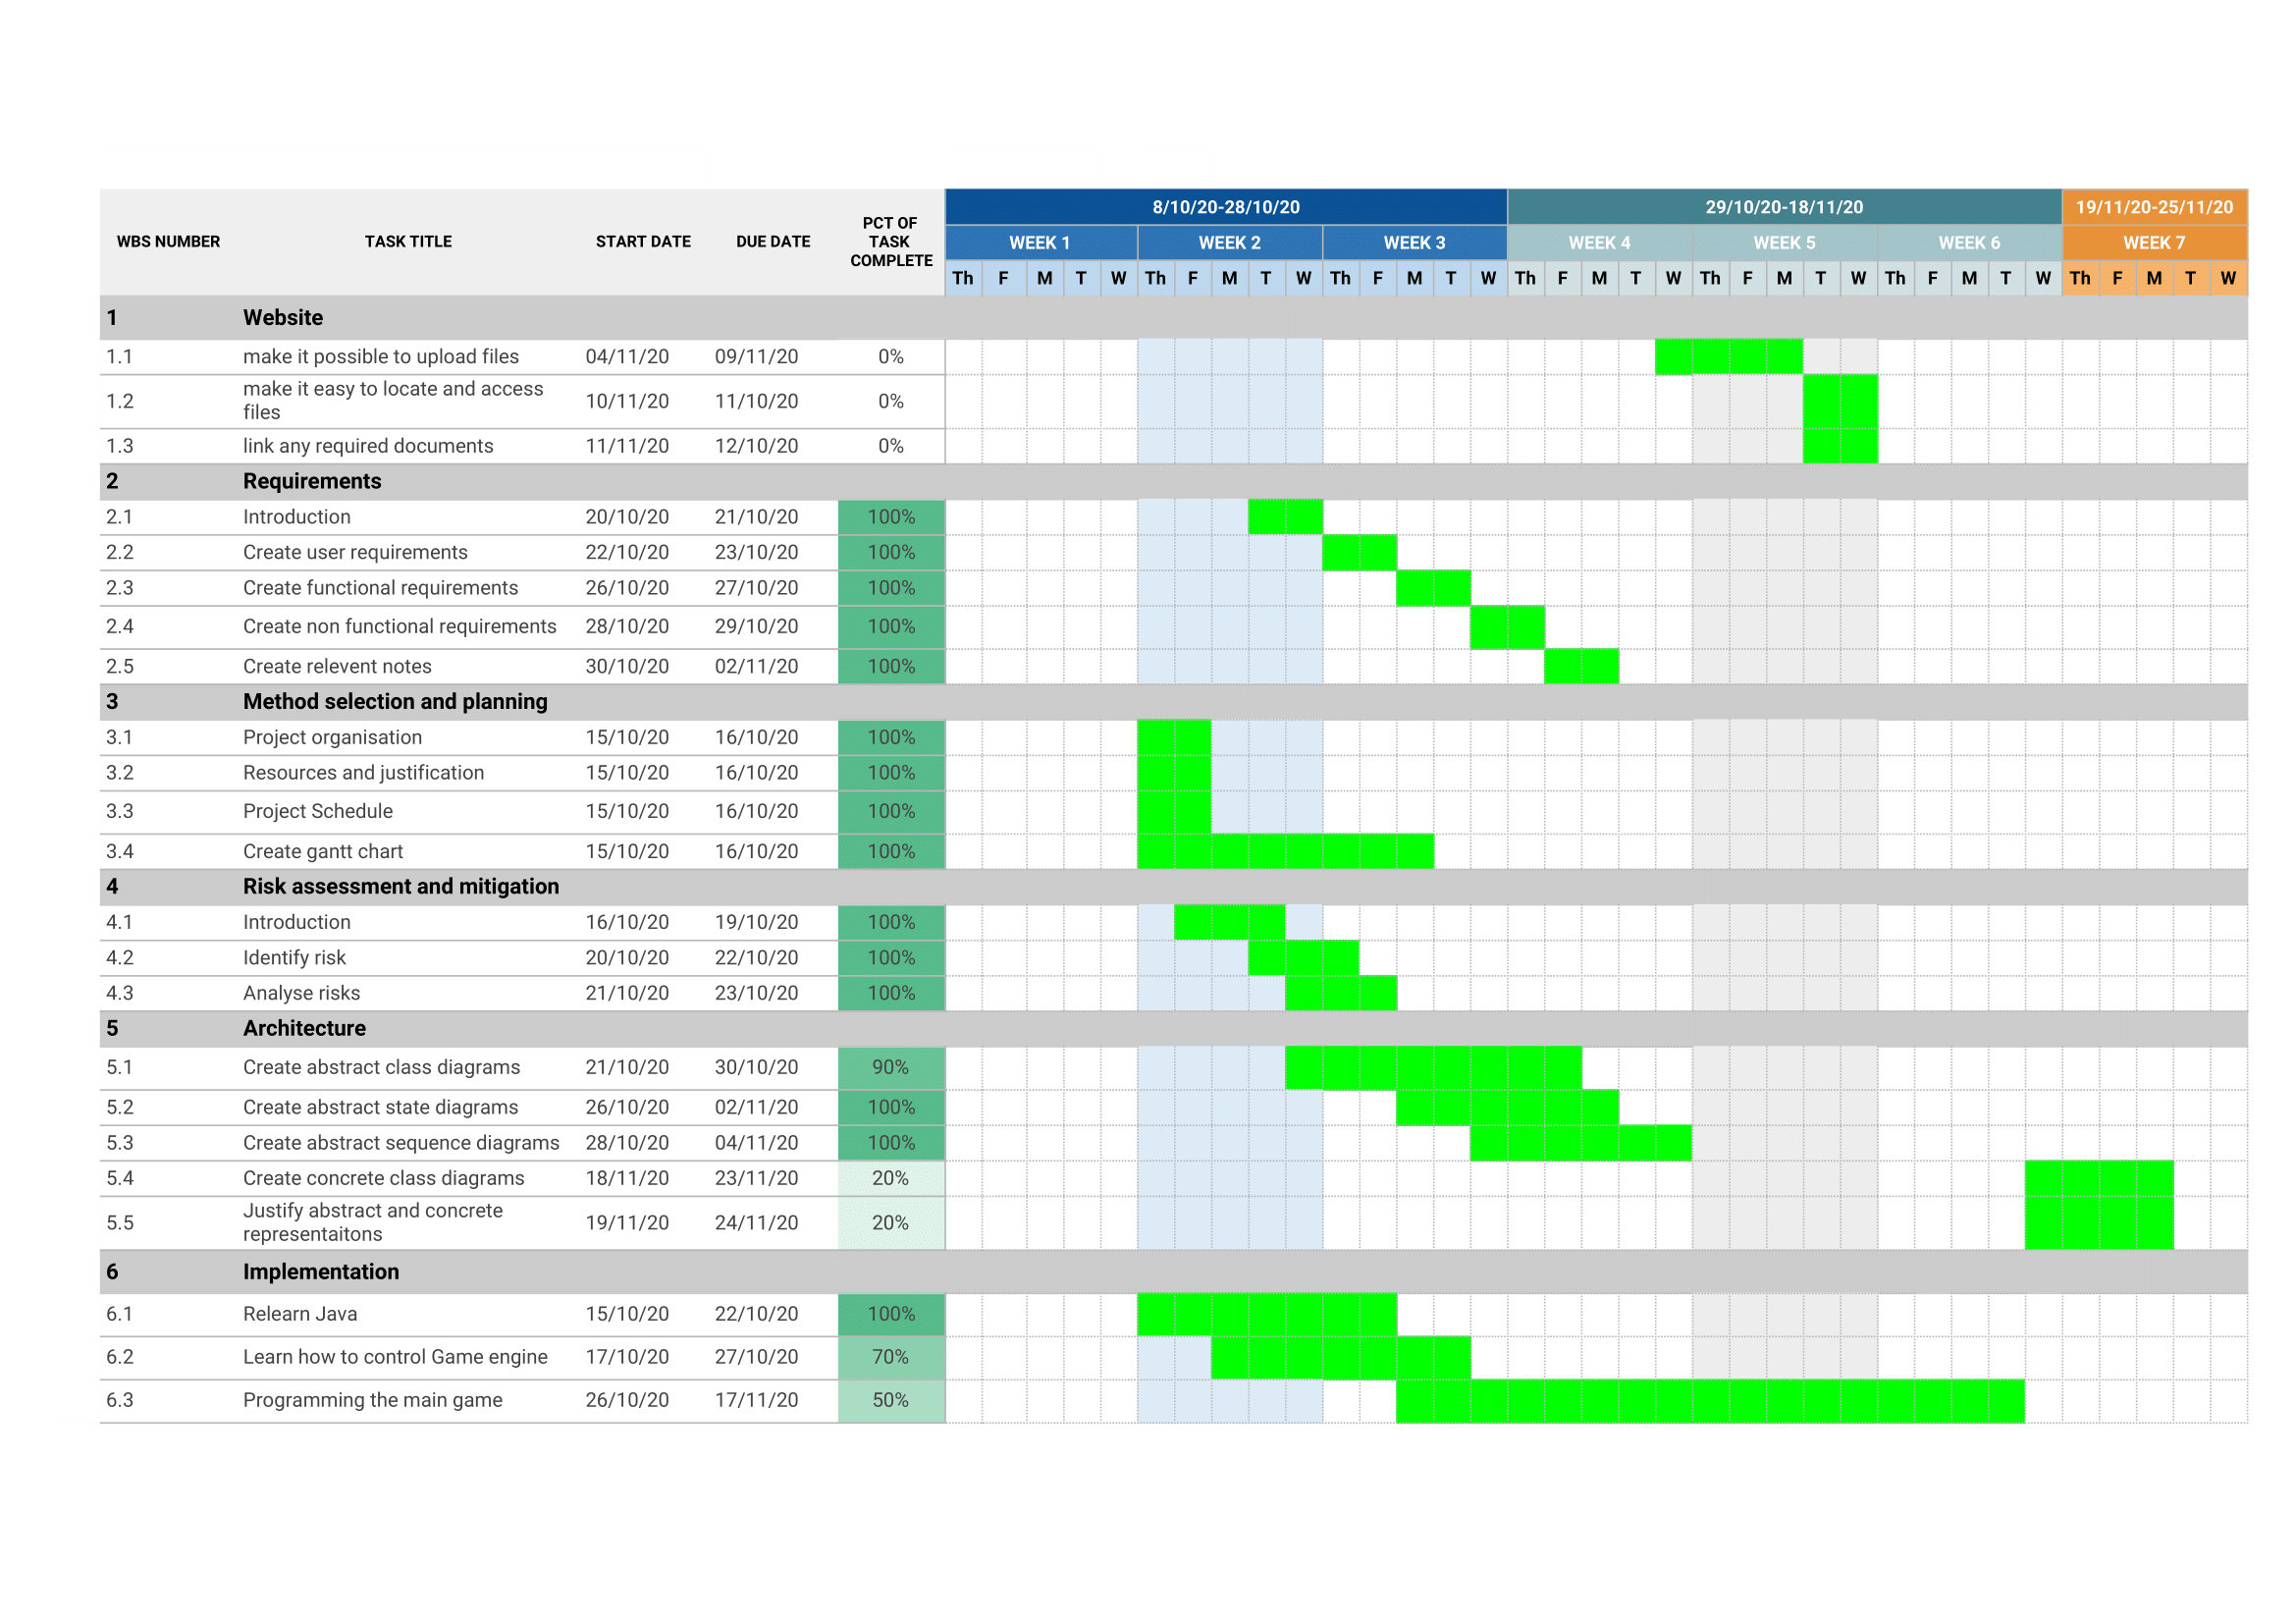 8/10/20-28/10/20 29/10/20-18/11/20 19/11/20-25/11/20
WBS NUMBER TASK TITLE START DATE DUE DATE PCT OF TASK COMPLETE
WEEK 1 WEEK 2 WEEK 3 WEEK 4 WEEK 5 WEEK 6 WEEK 7
Th F M T W Th F M T W Th F M T W Th F M T W Th F M T W Th F M T W Th F M T W
1 Website
1.1 make it possible to upload files 04/11/20 09/11/20 0%
1.2 make it easy to locate and access files 10/11/20 11/10/20 0%
1.3 link any required documents 11/11/20 12/10/20 0%
2 Requirements
2.1 Introduction 20/10/20 21/10/20 100%
2.2 Create user requirements 22/10/20 23/10/20 100%
2.3 Create functional requirements 26/10/20 27/10/20 100%
2.4 Create non functional requirements 28/10/20 29/10/20 100%
2.5 Create relevent notes 30/10/20 02/11/20 100%
3 Method selection and planning
3.1 Project organisation 15/10/20 16/10/20 100%
3.2 Resources and justification 15/10/20 16/10/20 100%
3.3 Project Schedule 15/10/20 16/10/20 100%
3.4 Create gantt chart 15/10/20 16/10/20 100%
4 Risk assessment and mitigation
4.1 Introduction 16/10/20 19/10/20 100%
4.2 Identify risk 20/10/20 22/10/20 100%
4.3 Analyse risks 21/10/20 23/10/20 100%
5 Architecture
5.1 Create abstract class diagrams 21/10/20 30/10/20 90%
5.2 Create abstract state diagrams 26/10/20 02/11/20 100%
5.3 Create abstract sequence diagrams 28/10/20 04/11/20 100%
5.4 Create concrete class diagrams 18/11/20 23/11/20 20%
5.5 Justify abstract and concrete representaitons 19/11/20 24/11/20 20%
6 Implementation
6.1 Relearn Java 15/10/20 22/10/20 100%
6.2 Learn how to control Game engine 17/10/20 27/10/20 70%
6.3 Programming the main game 26/10/20 17/11/20 50%